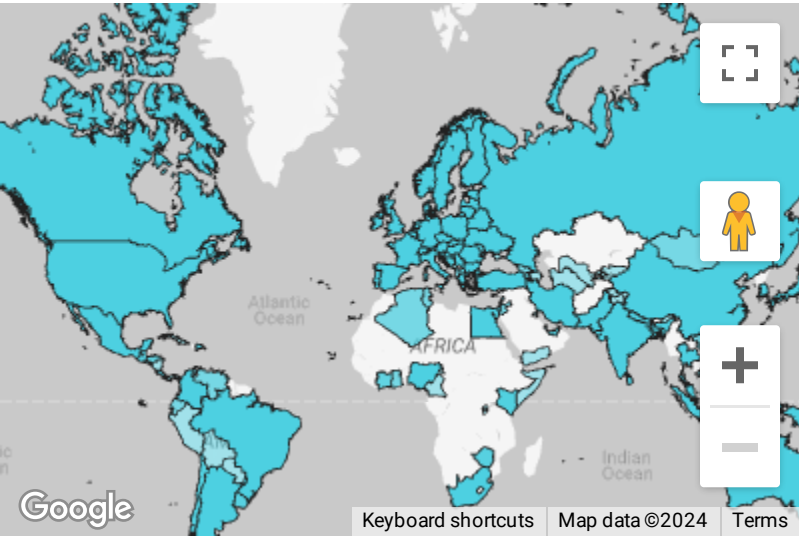 Atlantic
Ocean
AFRICA
Indian
Ocean
Google
Keyboard shortcuts
Map data ©2024
Terms